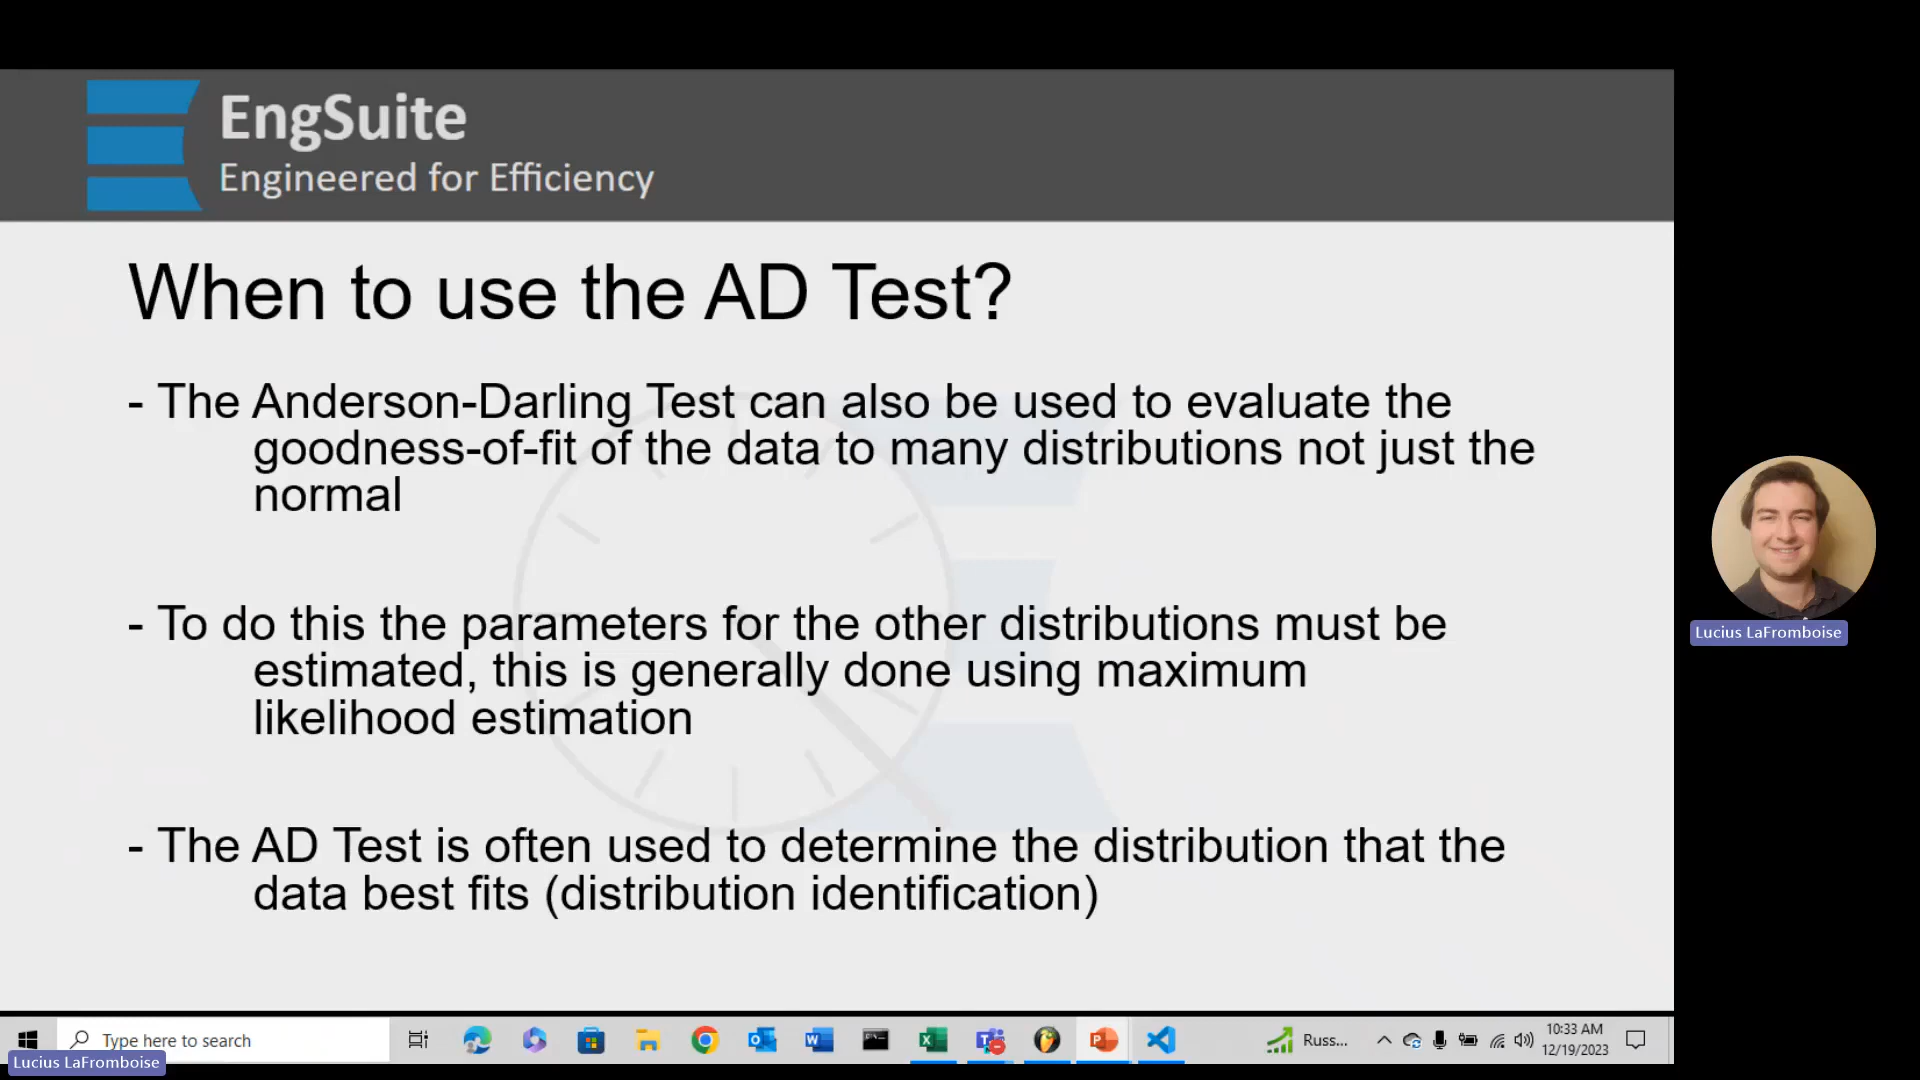 EngSuite
Engineered for Efficiency
When to use the AD Test?
- The Anderson-Darling Test can also be used to evaluate the
goodness-of-fit of the data to many distributions not just the
normal
- To do this the parameters for the other distributions must be
estimated, this is generally done using maximum
likelihood estimation
- The AD Test is often used to determine the distribution that the
data best fits (distribution identification)
Lucius LaFromboise
Type here to search
Russ...
10:33 AM
12/19/2023
Lucius LaFromboise